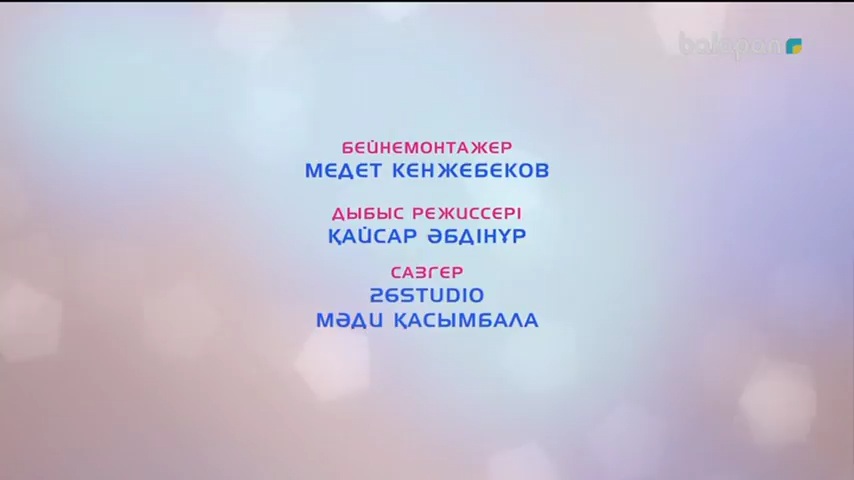 balapan
БЕЙНЕМОНТАЖЕР
МЕДЕТ КЕНЖЕБЕКОВ
ДЫБЫС РЕЖИССЕРІ
ҚАЙСАР ӘБДІНҰР
САЗГЕР
26STUDIO
МӘДИ ҚАСЫМБАЛА